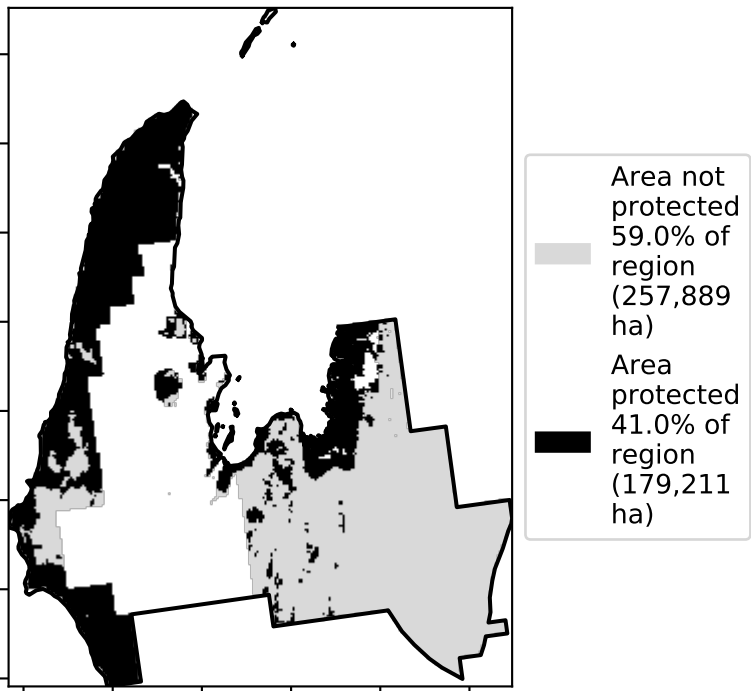 Area not
protected
59.0% of
region
(257,889
ha)
Area
protected
41.0% of
region
(179,211
ha)